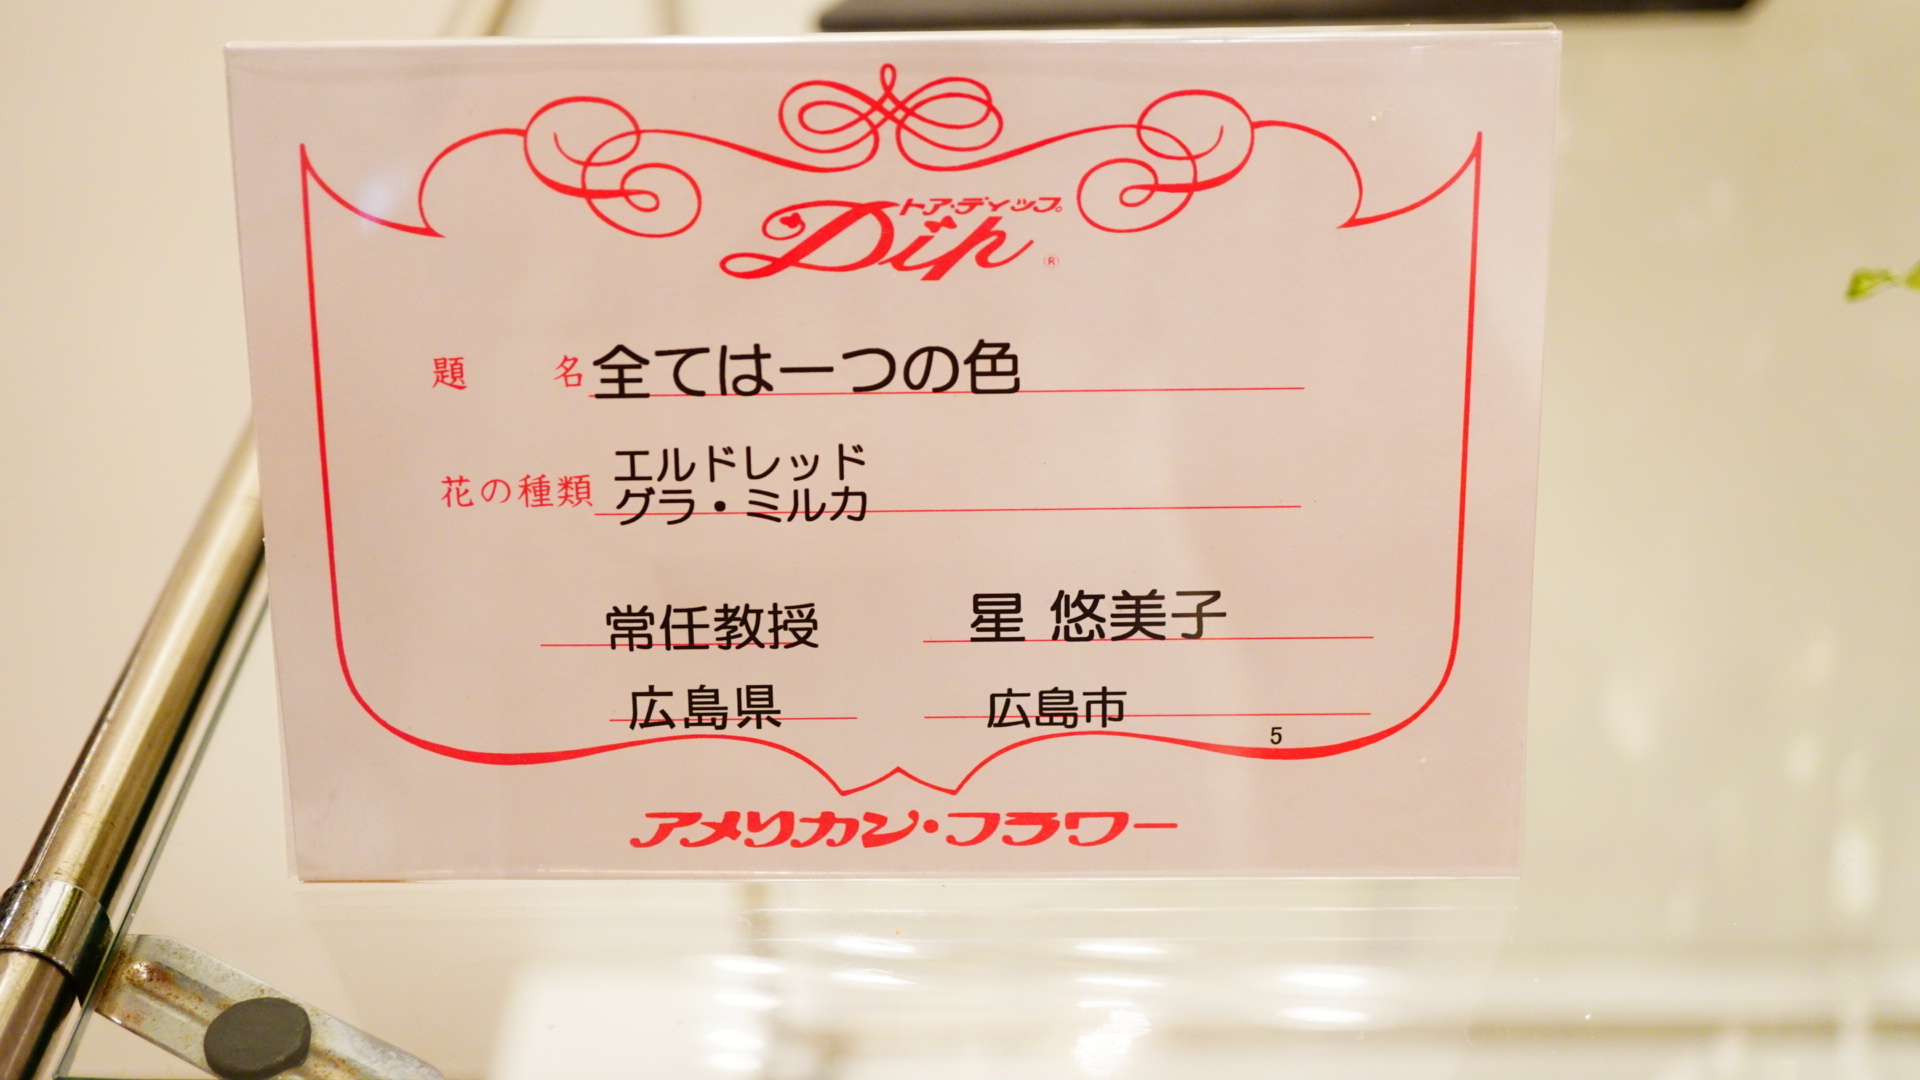 トア・ディップ
Dip ®
題 名 全ては一つの色
花の種類 エルドレッド
グラ・ミルカ
常任教授 星 悠美子
広島県 広島市
5
アメリカン・フラワー